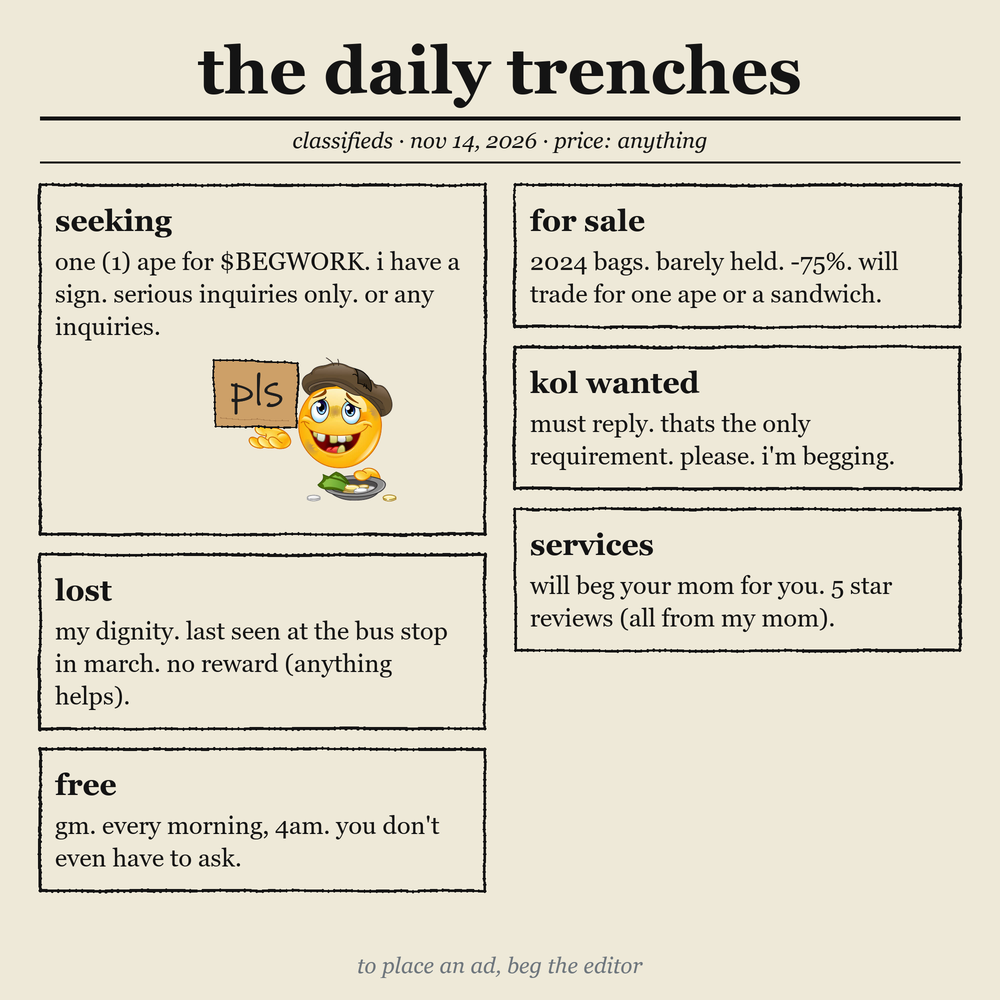 the daily trenches
classifieds · nov 14, 2026 · price: anything
seeking
one (1) ape for $BEGWORK. i have a
sign. serious inquiries only. or any
inquiries.
pls
lost
my dignity. last seen at the bus stop
in march. no reward (anything
helps).
free
gm. every morning, 4am. you don't
even have to ask.
for sale
2024 bags. barely held. -75%. will
trade for one ape or a sandwich.
kol wanted
must reply. thats the only
requirement. please. i'm begging.
services
will beg your mom for you. 5 star
reviews (all from my mom).
to place an ad, beg the editor